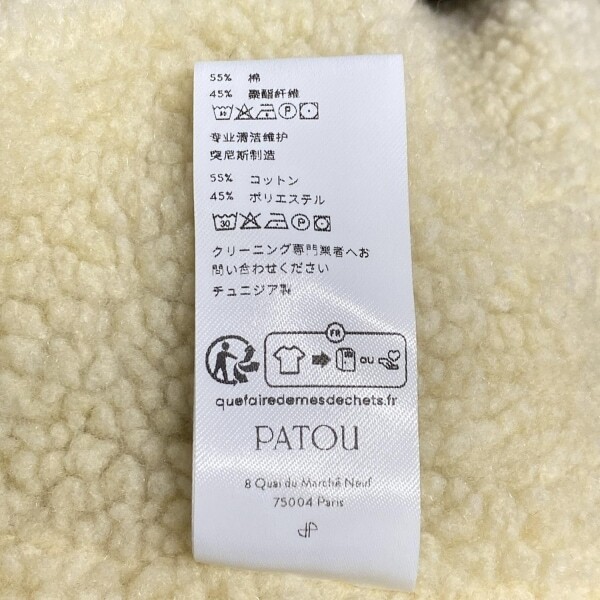 55% 棉
45% 聚酯纤维
专业清洁维护
突尼斯制造
55% コットン
45% ポリエステル
30
クリーニング専門業者へお
問い合わせください
チュニジア製
FR
ou
quefairedemesdechets.fr
PATOU
8 Quai du Marché Neuf
75004 Paris